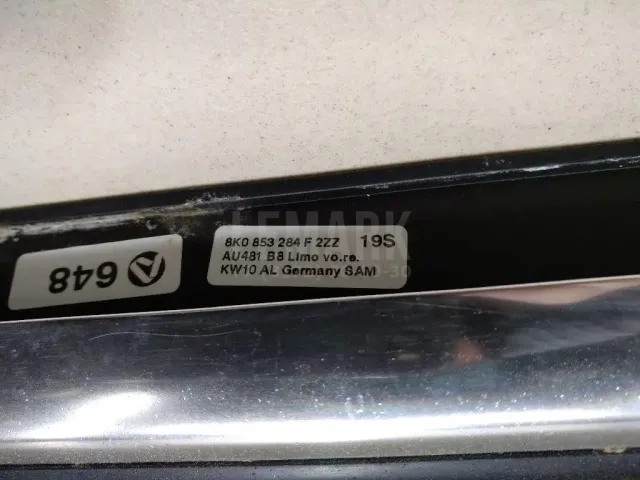 LEMARK
8K0 853 284 F 2ZZ 19S
AU481 B8 Limo vo.re.
KW10 AL Germany SAM
648